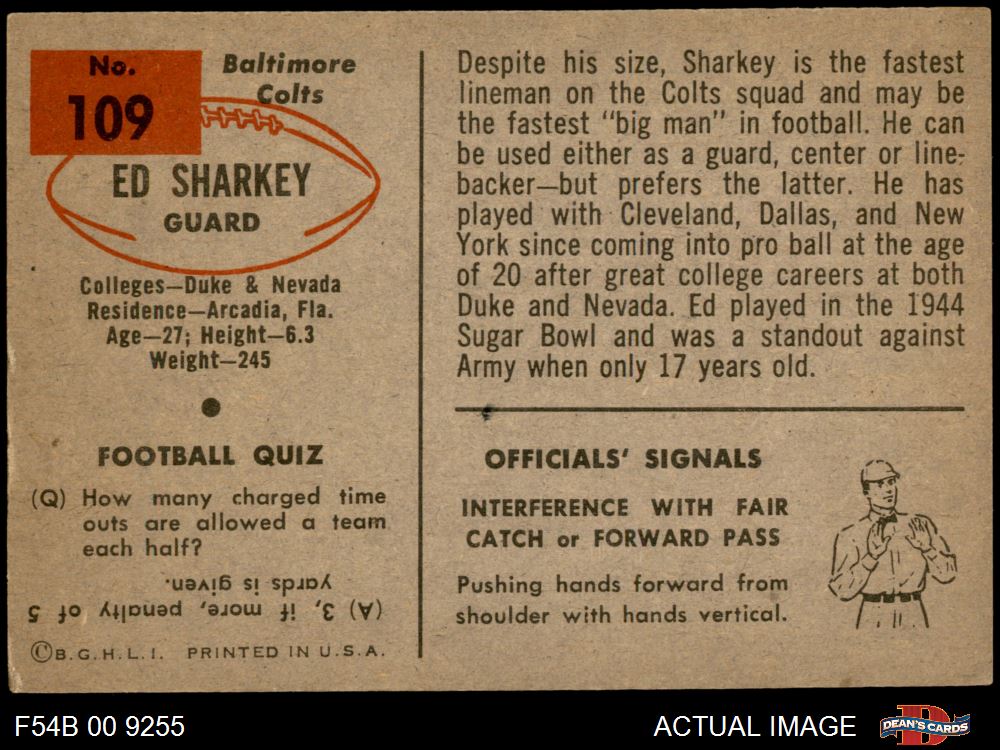 No.
109
Baltimore
Colts
ED SHARKEY
GUARD
Colleges—Duke & Nevada
Residence—Arcadia, Fla.
Age—27; Height—6.3
Weight—245
FOOTBALL QUIZ
(Q) How many charged time
outs are allowed a team
each half?
(A) 3, if more, penalty of 5
yards is given.
©B.G.H.L.I. PRINTED IN U.S.A.
Despite his size, Sharkey is the fastest
lineman on the Colts squad and may be
the fastest "big man" in football. He can
be used either as a guard, center or line-
backer—but prefers the latter. He has
played with Cleveland, Dallas, and New
York since coming into pro ball at the age
of 20 after great college careers at both
Duke and Nevada. Ed played in the 1944
Sugar Bowl and was a standout against
Army when only 17 years old.
OFFICIALS' SIGNALS
INTERFERENCE WITH FAIR
CATCH or FORWARD PASS
Pushing hands forward from
shoulder with hands vertical.
F54B 00 9255
ACTUAL IMAGE
DEAN'S CARDS